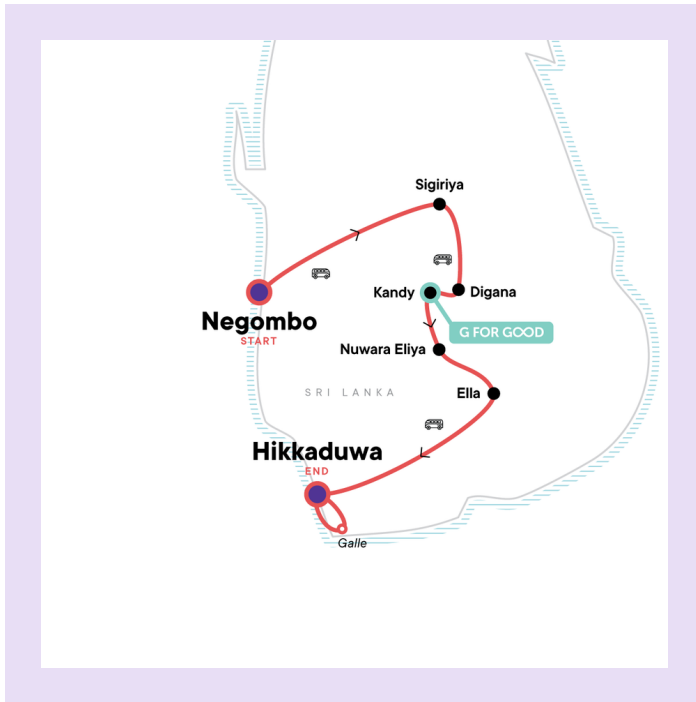 Sigiriya
Kandy
Digana
Negombo
START
G FOR GOOD
Nuwara Eliya
SRI LANKA
Ella
Hikkaduwa
END
Galle